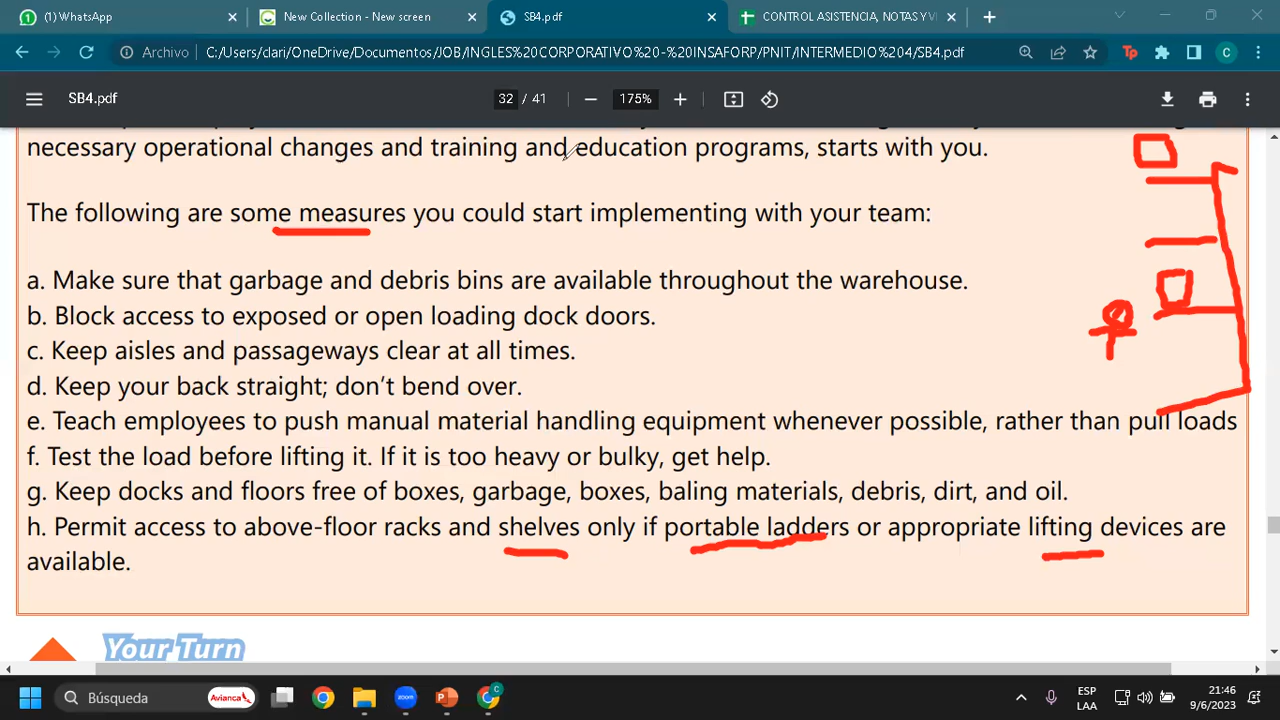 (1) WhatsApp
New Collection - New screen
SB4.pdf
CONTROL ASISTENCIA, NOTAS Y VI
Archivo
C:/Users/clari/OneDrive/Documentos/JOB/INGLES%20CORPORATIVO%20-%20INSAFORP/PNIT/INTERMEDIO%204/SB4.pdf
C
SB4.pdf
32 / 41
175%
necessary operational changes and training and education programs, starts with you.
The following are some measures you could start implementing with your team:
a. Make sure that garbage and debris bins are available throughout the warehouse.
b. Block access to exposed or open loading dock doors.
c. Keep aisles and passageways clear at all times.
d. Keep your back straight; don’t bend over.
e. Teach employees to push manual material handling equipment whenever possible, rather than pull loads
f. Test the load before lifting it. If it is too heavy or bulky, get help.
g. Keep docks and floors free of boxes, garbage, boxes, baling materials, debris, dirt, and oil.
h. Permit access to above-floor racks and shelves only if portable ladders or appropriate lifting devices are
available.
Your Turn
Búsqueda
Avianca
zoom
ESP
LAA
21:46
9/6/2023